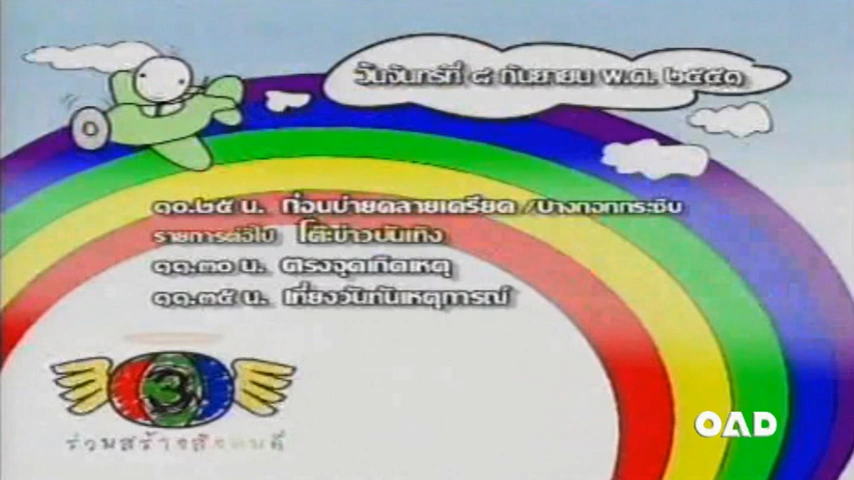 วันจันทร์ที่ ๘ กันยายน พ.ศ. ๒๕๕๑
๑๐.๒๕ น. ก่อนบ่ายคลายเครียด /บางกอกกระซิบ
รายการต่อไป โต๊ะข่าวบันเทิง
๑๑.๓๐ น. ตรงจุดเกิดเหตุ
๑๑.๓๕ น. เที่ยงวันทันเหตุการณ์
3
ร่วมสร้างสังคมดี
OAD